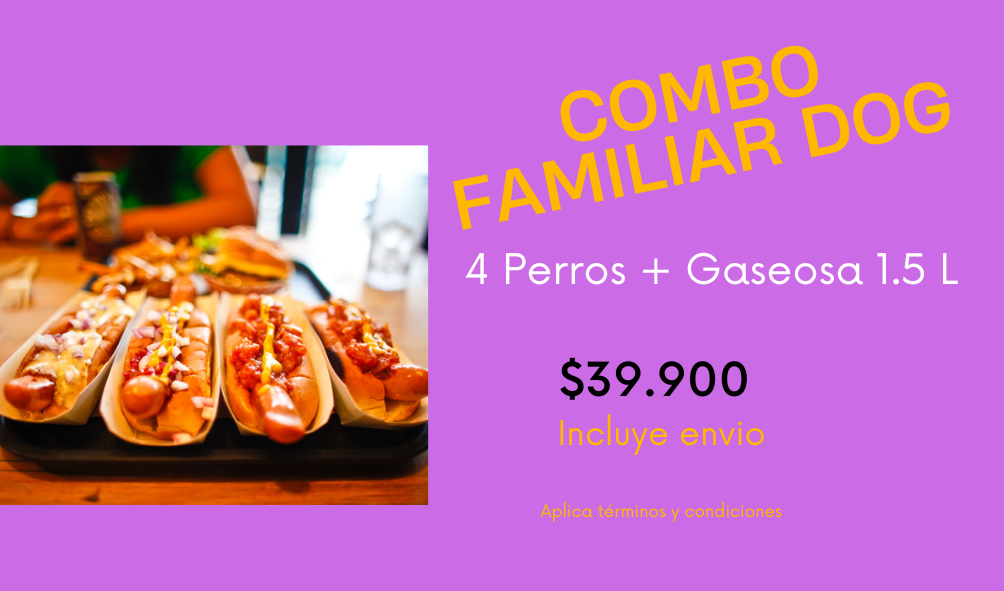 COMBO
FAMILIAR DOG
4 Perros + Gaseosa 1.5 L
$39.900
Incluye envio
Aplica términos y condiciones